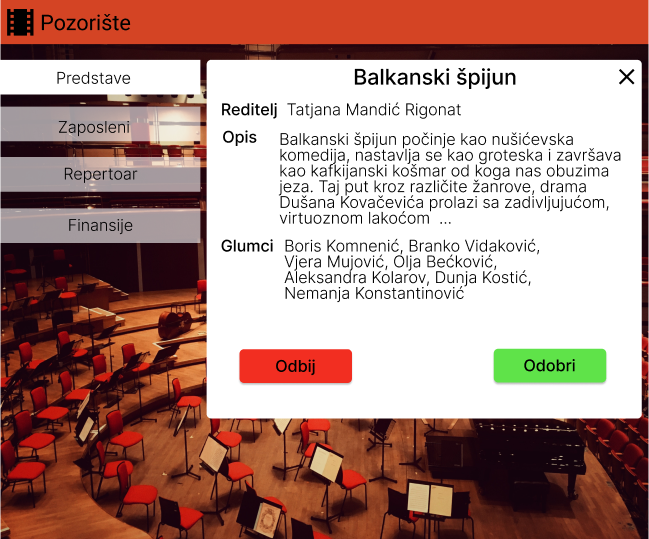 Pozorište
Predstave
Zaposleni
Repertoar
Finansije
Balkanski špijun
Reditelj Tatjana Mandić Rigonat
Opis Balkanski špijun počinje kao nušićevska
komedija, nastavlja se kao groteska i završava
kao kafkijanski košmar od koga nas obuzima
jeza. Taj put kroz različite žanrove, drama
Dušana Kovačevića prolazi sa zadivljujućom,
virtuoznom lakoćom ...
Glumci Boris Komnenić, Branko Vidaković,
Vjera Mujović, Olja Bećković,
Aleksandra Kolarov, Dunja Kostić,
Nemanja Konstantinović
Odbij
Odobri